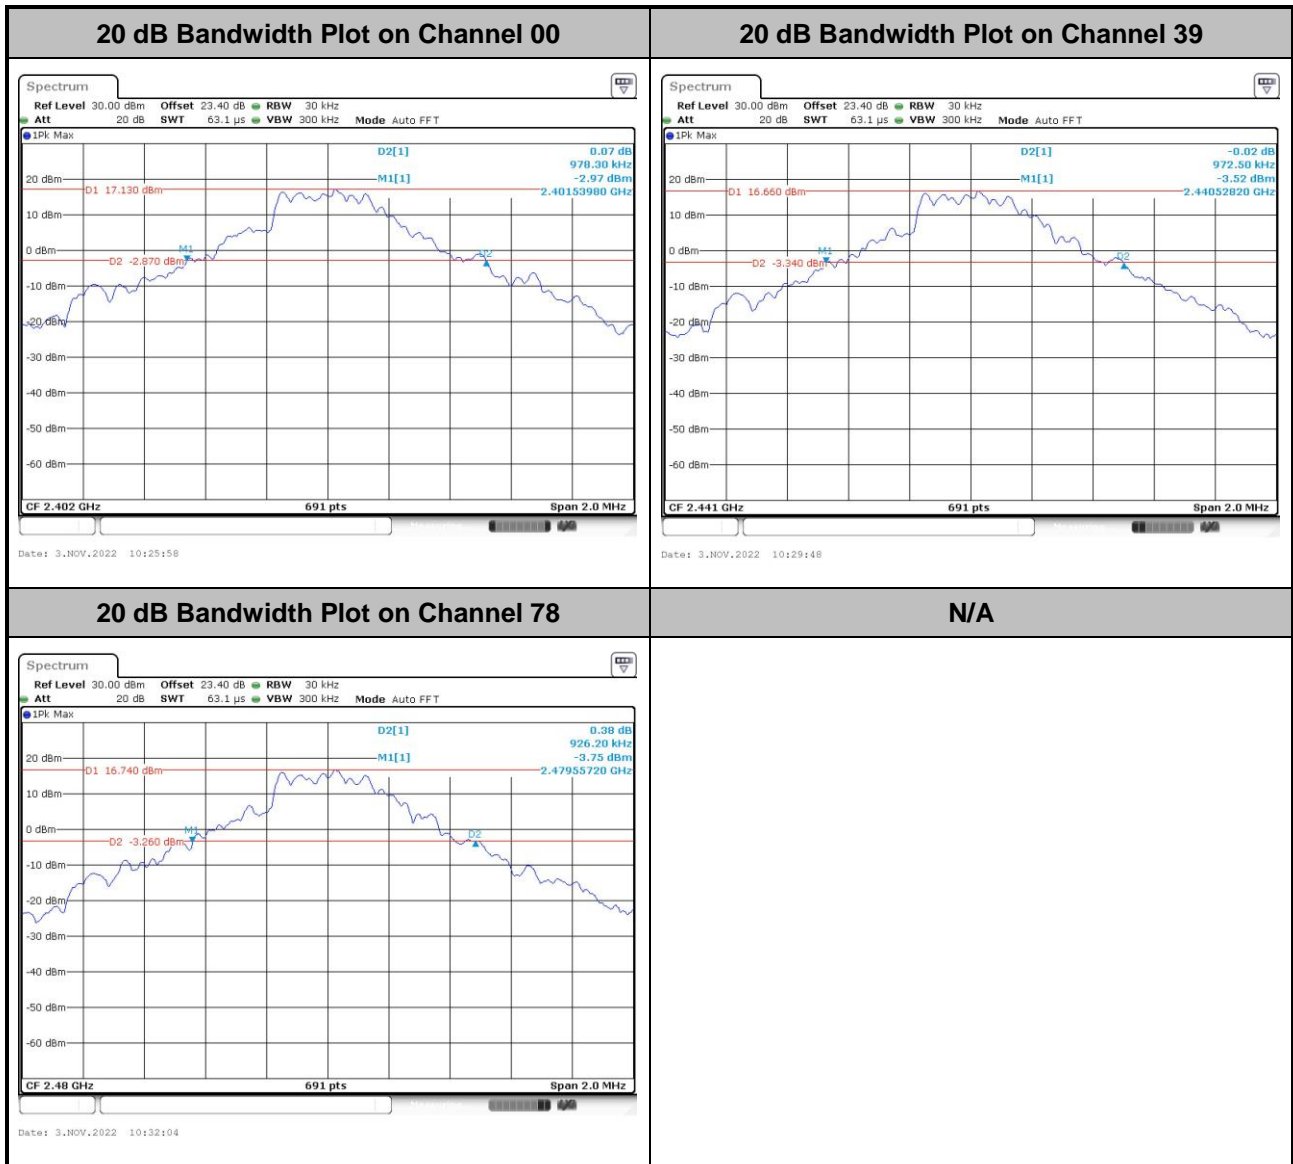 20 dB Bandwidth Plot on Channel 00
20 dB Bandwidth Plot on Channel 39
Spectrum
Ref Level 30.00 dBm Offset 23.40 dB RBW 30 kHz
Att 20 dB SWT 63.1 µs VBW 300 kHz Mode Auto FFT
1Pk Max
D2[1] 0.07 dB
978.30 kHz
M1[1] -2.97 dBm
2.40153980 GHz
20 dBm
D1 17.130 dBm
10 dBm
0 dBm
M1
D2
D2 -2.870 dBm
-10 dBm
-20 dBm
-30 dBm
-40 dBm
-50 dBm
-60 dBm
CF 2.402 GHz 691 pts Span 2.0 MHz
Date: 3.NOV.2022 10:25:58
Spectrum
Ref Level 30.00 dBm Offset 23.40 dB RBW 30 kHz
Att 20 dB SWT 63.1 µs VBW 300 kHz Mode Auto FFT
1Pk Max
D2[1] -0.02 dB
972.50 kHz
M1[1] -3.52 dBm
2.44052820 GHz
20 dBm
D1 16.660 dBm
10 dBm
0 dBm
M1
D2
D2 -3.340 dBm
-10 dBm
-20 dBm
-30 dBm
-40 dBm
-50 dBm
-60 dBm
CF 2.441 GHz 691 pts Span 2.0 MHz
Date: 3.NOV.2022 10:29:48
20 dB Bandwidth Plot on Channel 78
N/A
Spectrum
Ref Level 30.00 dBm Offset 23.40 dB RBW 30 kHz
Att 20 dB SWT 63.1 µs VBW 300 kHz Mode Auto FFT
1Pk Max
D2[1] 0.38 dB
926.20 kHz
M1[1] -3.75 dBm
2.47955720 GHz
20 dBm
D1 16.740 dBm
10 dBm
0 dBm
M1
D2
D2 -3.260 dBm
-10 dBm
-20 dBm
-30 dBm
-40 dBm
-50 dBm
-60 dBm
CF 2.48 GHz 691 pts Span 2.0 MHz
Date: 3.NOV.2022 10:32:04